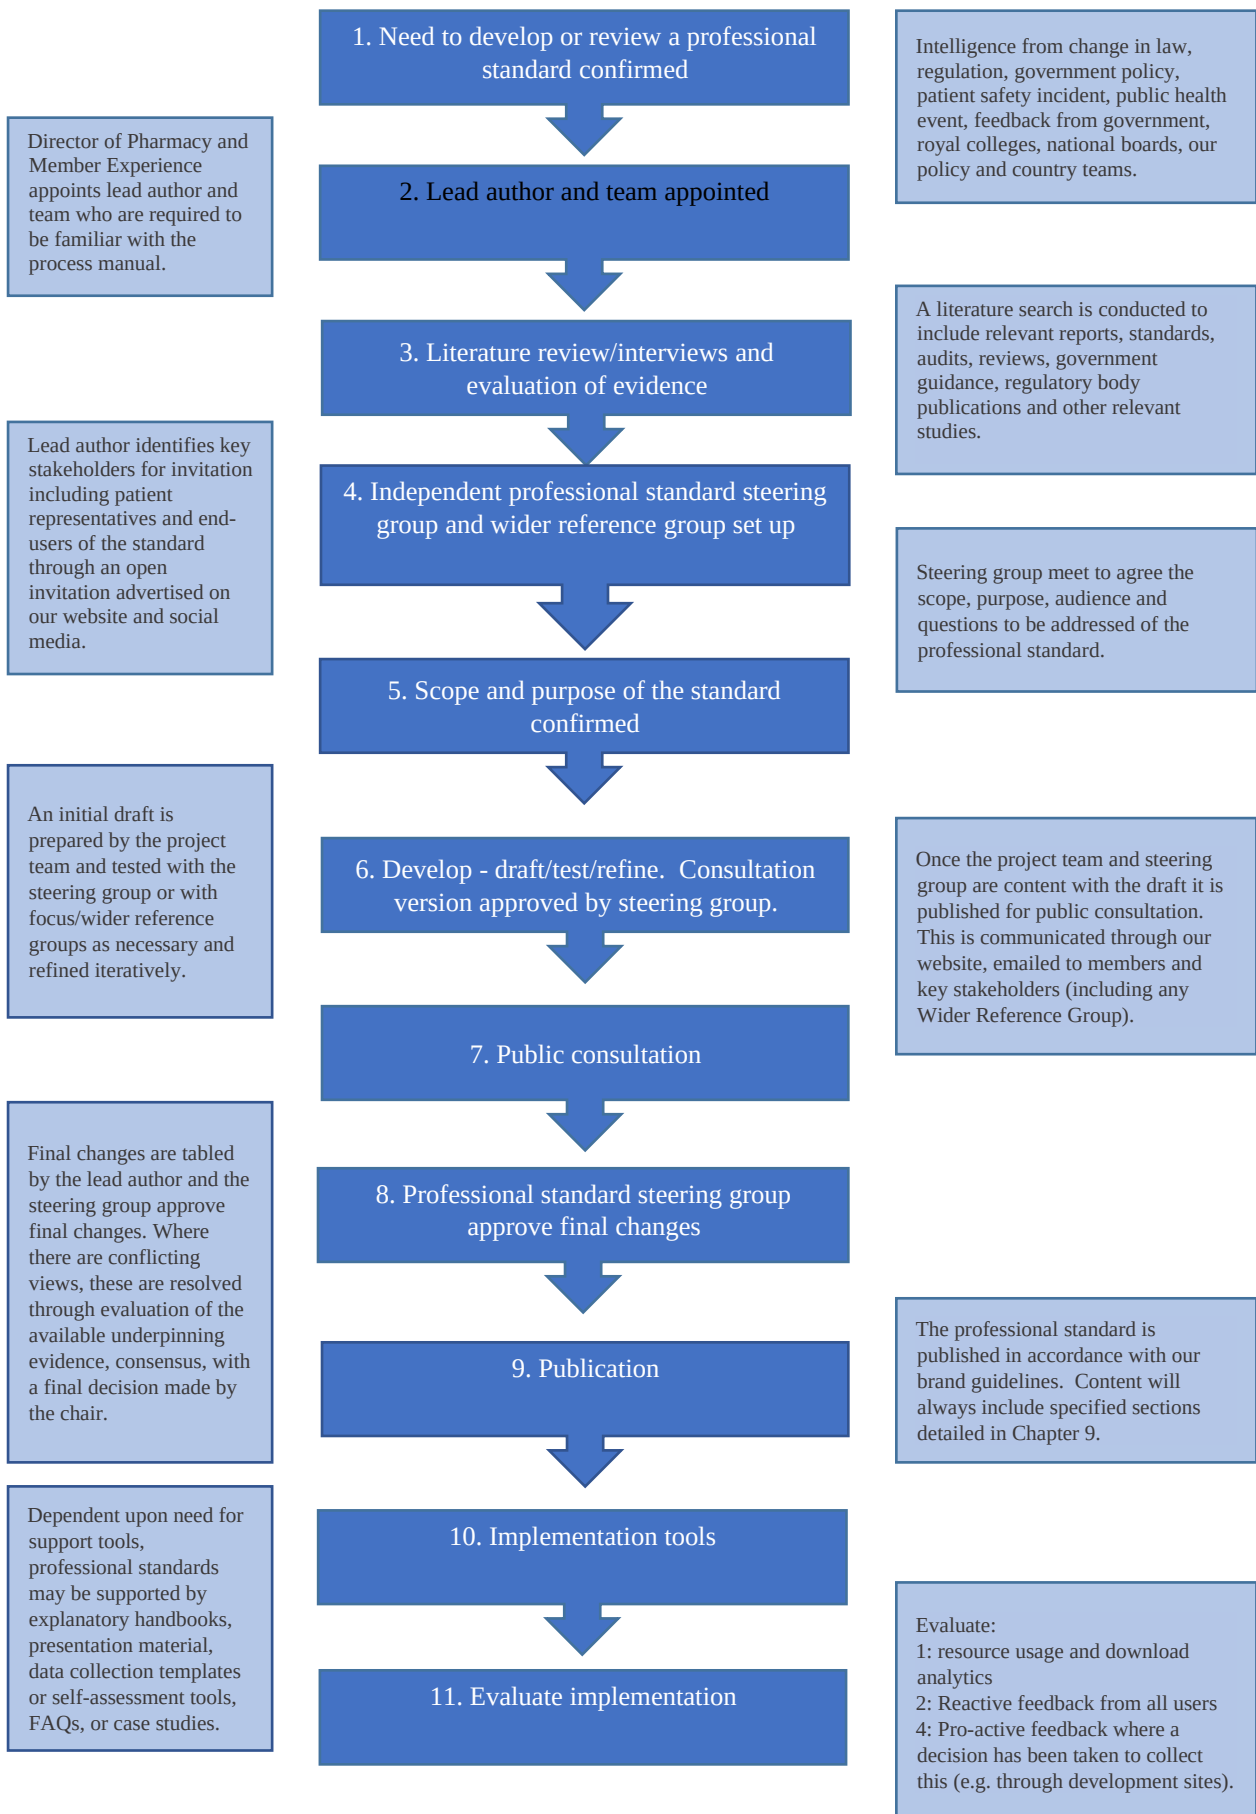 1. Need to develop or review a professional
standard confirmed
Intelligence from change in law,
regulation, government policy,
patient safety incident, public health
event, feedback from government,
royal colleges, national boards, our
policy and country teams.
Director of Pharmacy and
Member Experience
appoints lead author and
team who are required to
be familiar with the
process manual.
2. Lead author and team appointed
3. Literature review/interviews and
evaluation of evidence
A literature search is conducted to
include relevant reports, standards,
audits, reviews, government
guidance, regulatory body
publications and other relevant
studies.
Lead author identifies key
stakeholders for invitation
including patient
representatives and end-
users of the standard
through an open
invitation advertised on
our website and social
media.
4. Independent professional standard steering
group and wider reference group set up
Steering group meet to agree the
scope, purpose, audience and
questions to be addressed of the
professional standard.
5. Scope and purpose of the standard
confirmed
An initial draft is
prepared by the project
team and tested with the
steering group or with
focus/wider reference
groups as necessary and
refined iteratively.
6. Develop - draft/test/refine.  Consultation
version approved by steering group.
Once the project team and steering
group are content with the draft it is
published for public consultation.
This is communicated through our
website, emailed to members and
key stakeholders (including any
Wider Reference Group).
7. Public consultation
Final changes are tabled
by the lead author and the
steering group approve
final changes. Where
there are conflicting
views, these are resolved
through evaluation of the
available underpinning
evidence, consensus, with
a final decision made by
the chair.
8. Professional standard steering group
approve final changes
9. Publication
The professional standard is
published in accordance with our
brand guidelines.  Content will
always include specified sections
detailed in Chapter 9.
Dependent upon need for
support tools,
professional standards
may be supported by
explanatory handbooks,
presentation material,
data collection templates
or self-assessment tools,
FAQs, or case studies.
10. Implementation tools
11. Evaluate implementation
Evaluate:
1: resource usage and download
analytics
2: Reactive feedback from all users
4: Pro-active feedback where a
decision has been taken to collect
this (e.g. through development sites).